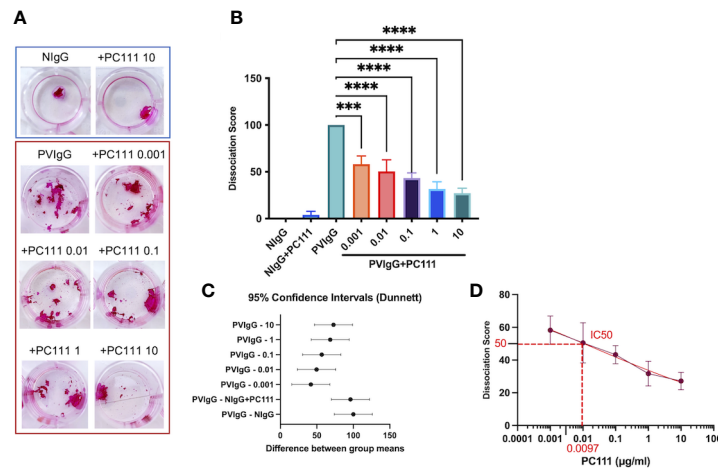 A
NIgG +PC111 10
PVIgG +PC111 0.001
+PC111 0.01 +PC111 0.1
+PC111 1 +PC111 10
B
****
****
****
****
***
Dissociation Score
150
100
50
0
NIgG
NIgG+PC111
PVIgG
0.001
0.01
0.1
1
10
PVIgG+PC111
C
95% Confidence Intervals (Dunnett)
PVIgG - 10
PVIgG - 1
PVIgG - 0.1
PVIgG - 0.01
PVIgG - 0.001
PVIgG - NIgG+PC111
PVIgG - NIgG
0 50 100 150
Difference between group means
D
Dissociation Score
80
60
50
40
20
0
IC50
0.0001 0.001 0.01 0.1 1 10 100
0.0097
PC111 (μg/ml)